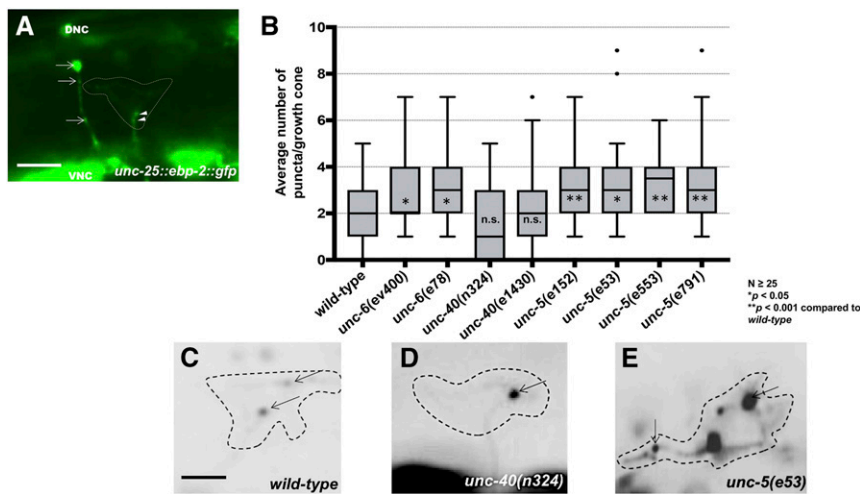 A
DNC
VNC
unc-25::ebp-2::gfp
B
Average number of
puncta/growth cone
10
8
6
4
2
0
*
*
n.s.
n.s.
**
*
**
**
wild-type
unc-6(ev400)
unc-6(e78)
unc-40(n324)
unc-40(e1430)
unc-5(e152)
unc-5(e53)
unc-5(e553)
unc-5(e791)
N ≥ 25
*p < 0.05
**p < 0.001 compared to
wild-type
C
wild-type
D
unc-40(n324)
E
unc-5(e53)